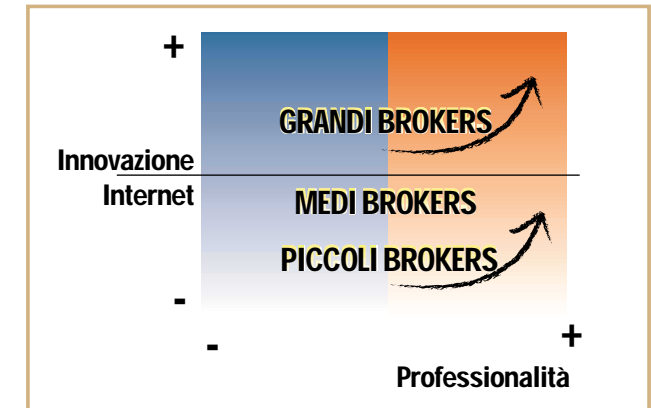 +
GRANDI BROKERS
Innovazione
Internet
MEDI BROKERS
PICCOLI BROKERS
-
-
+
Professionalità